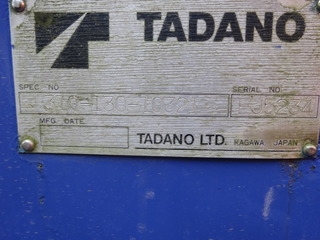 TADANO
SPEC. NO.
SERIAL NO.
MFG. DATE
TADANO LTD. KAGAWA JAPAN